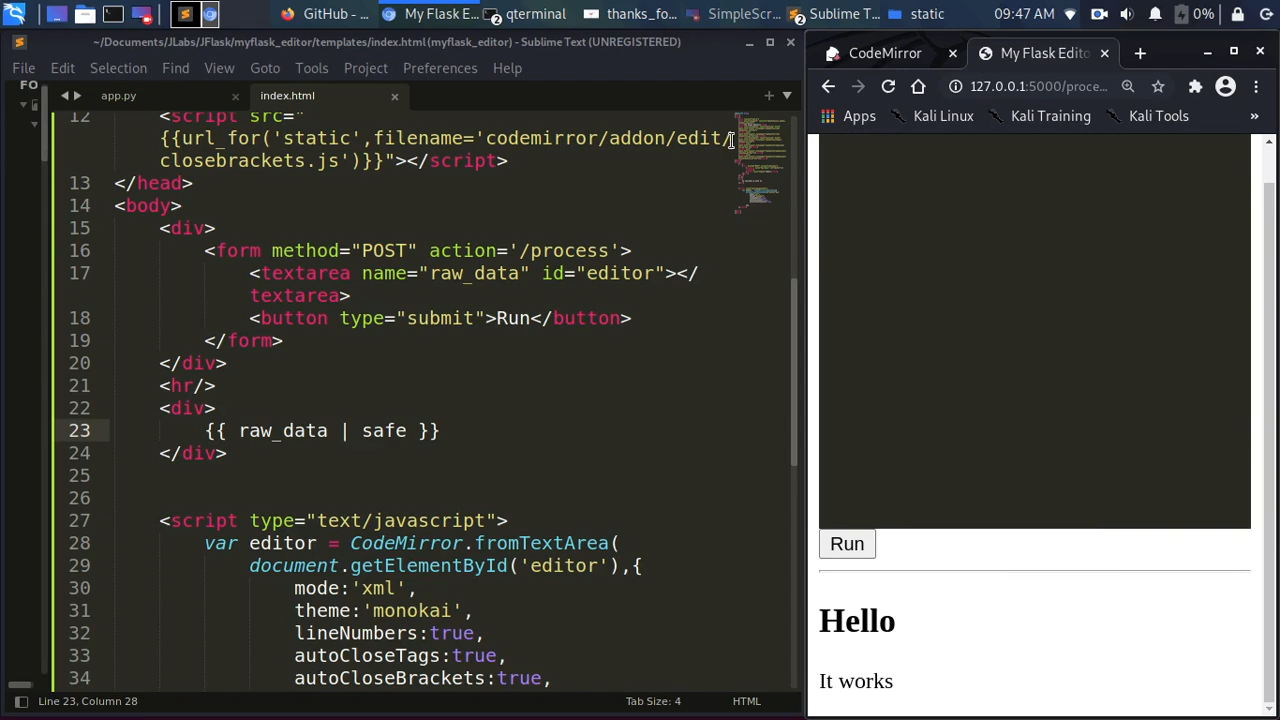 GitHub - ...
My Flask E...
qterminal
thanks_fo...
SimpleScr...
Sublime T...
static
09:47 AM
0%
~/Documents/JLabs/JFlask/myflask_editor/templates/index.html (myflask_editor) - Sublime Text (UNREGISTERED)
File Edit Selection Find View Goto Tools Project Preferences Help
FO
app.py
index.html
12 <script src="
{{url_for('static',filename='codemirror/addon/edit/
closebrackets.js')}}"></script>
13 </head>
14 <body>
15 <div>
16 <form method="POST" action='/process'>
17 <textarea name="raw_data" id="editor"></
textarea>
18 <button type="submit">Run</button>
19 </form>
20 </div>
21 <hr/>
22 <div>
23 {{ raw_data | safe }}
24 </div>
25
26
27 <script type="text/javascript">
28 var editor = CodeMirror.fromTextArea(
29 document.getElementById('editor'),{
30 mode:'xml',
31 theme:'monokai',
32 lineNumbers:true,
33 autoCloseTags:true,
34 autoCloseBrackets:true,
Line 23, Column 28
Tab Size: 4
HTML
CodeMirror
My Flask Edito
127.0.0.1:5000/proce...
Apps Kali Linux Kali Training Kali Tools »
Run
Hello
It works